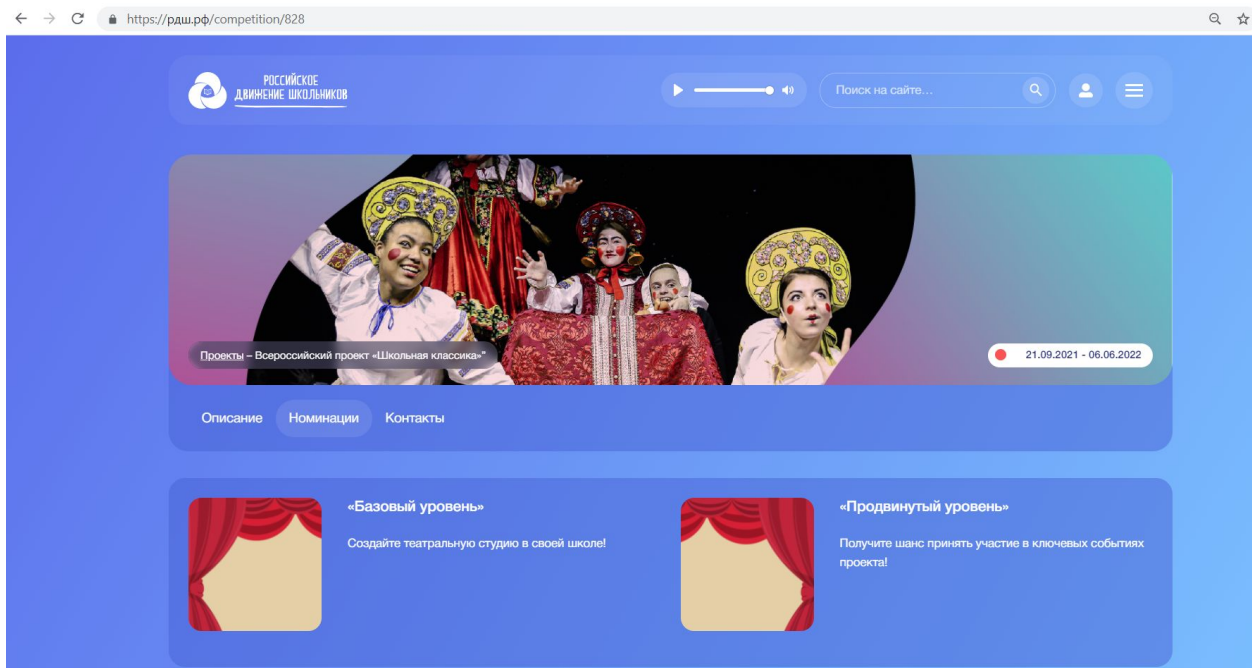 https://рдш.рф/competition/828
РОССИЙСКОЕ
ДВИЖЕНИЕ ШКОЛЬНИКОВ
Поиск на сайте...
Проекты – Всероссийский проект «Школьная классика»"
21.09.2021 - 06.06.2022
Описание Номинации Контакты
«Базовый уровень»
Создайте театральную студию в своей школе!
«Продвинутый уровень»
Получите шанс принять участие в ключевых событиях
проекта!